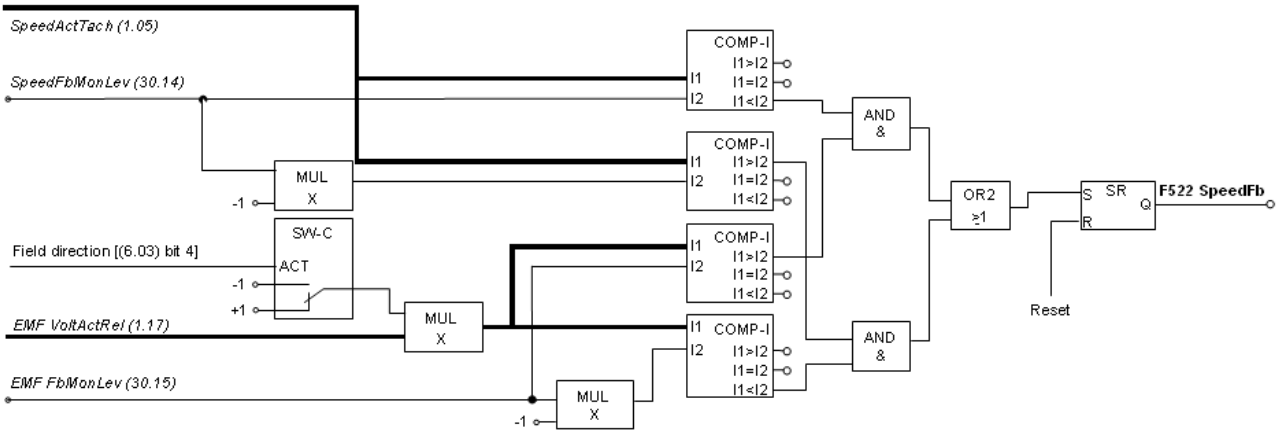 SpeedActTach (1.05)
SpeedFbMonLev (30.14)
COMP-I
I1>I2
I1=I2
I1<I2
I1
I2
AND
&
COMP-I
I1>I2
I1=I2
I1<I2
I1
I2
MUL
X
-1
OR2
≥1
S
SR
Q
R
F522 SpeedFb
Reset
SW-C
Field direction [(6.03) bit 4]
ACT
-1
+1
COMP-I
I1>I2
I1=I2
I1<I2
I1
I2
EMF VoltActRel (1.17)
MUL
X
COMP-I
I1>I2
I1=I2
I1<I2
I1
I2
AND
&
EMF FbMonLev (30.15)
MUL
X
-1